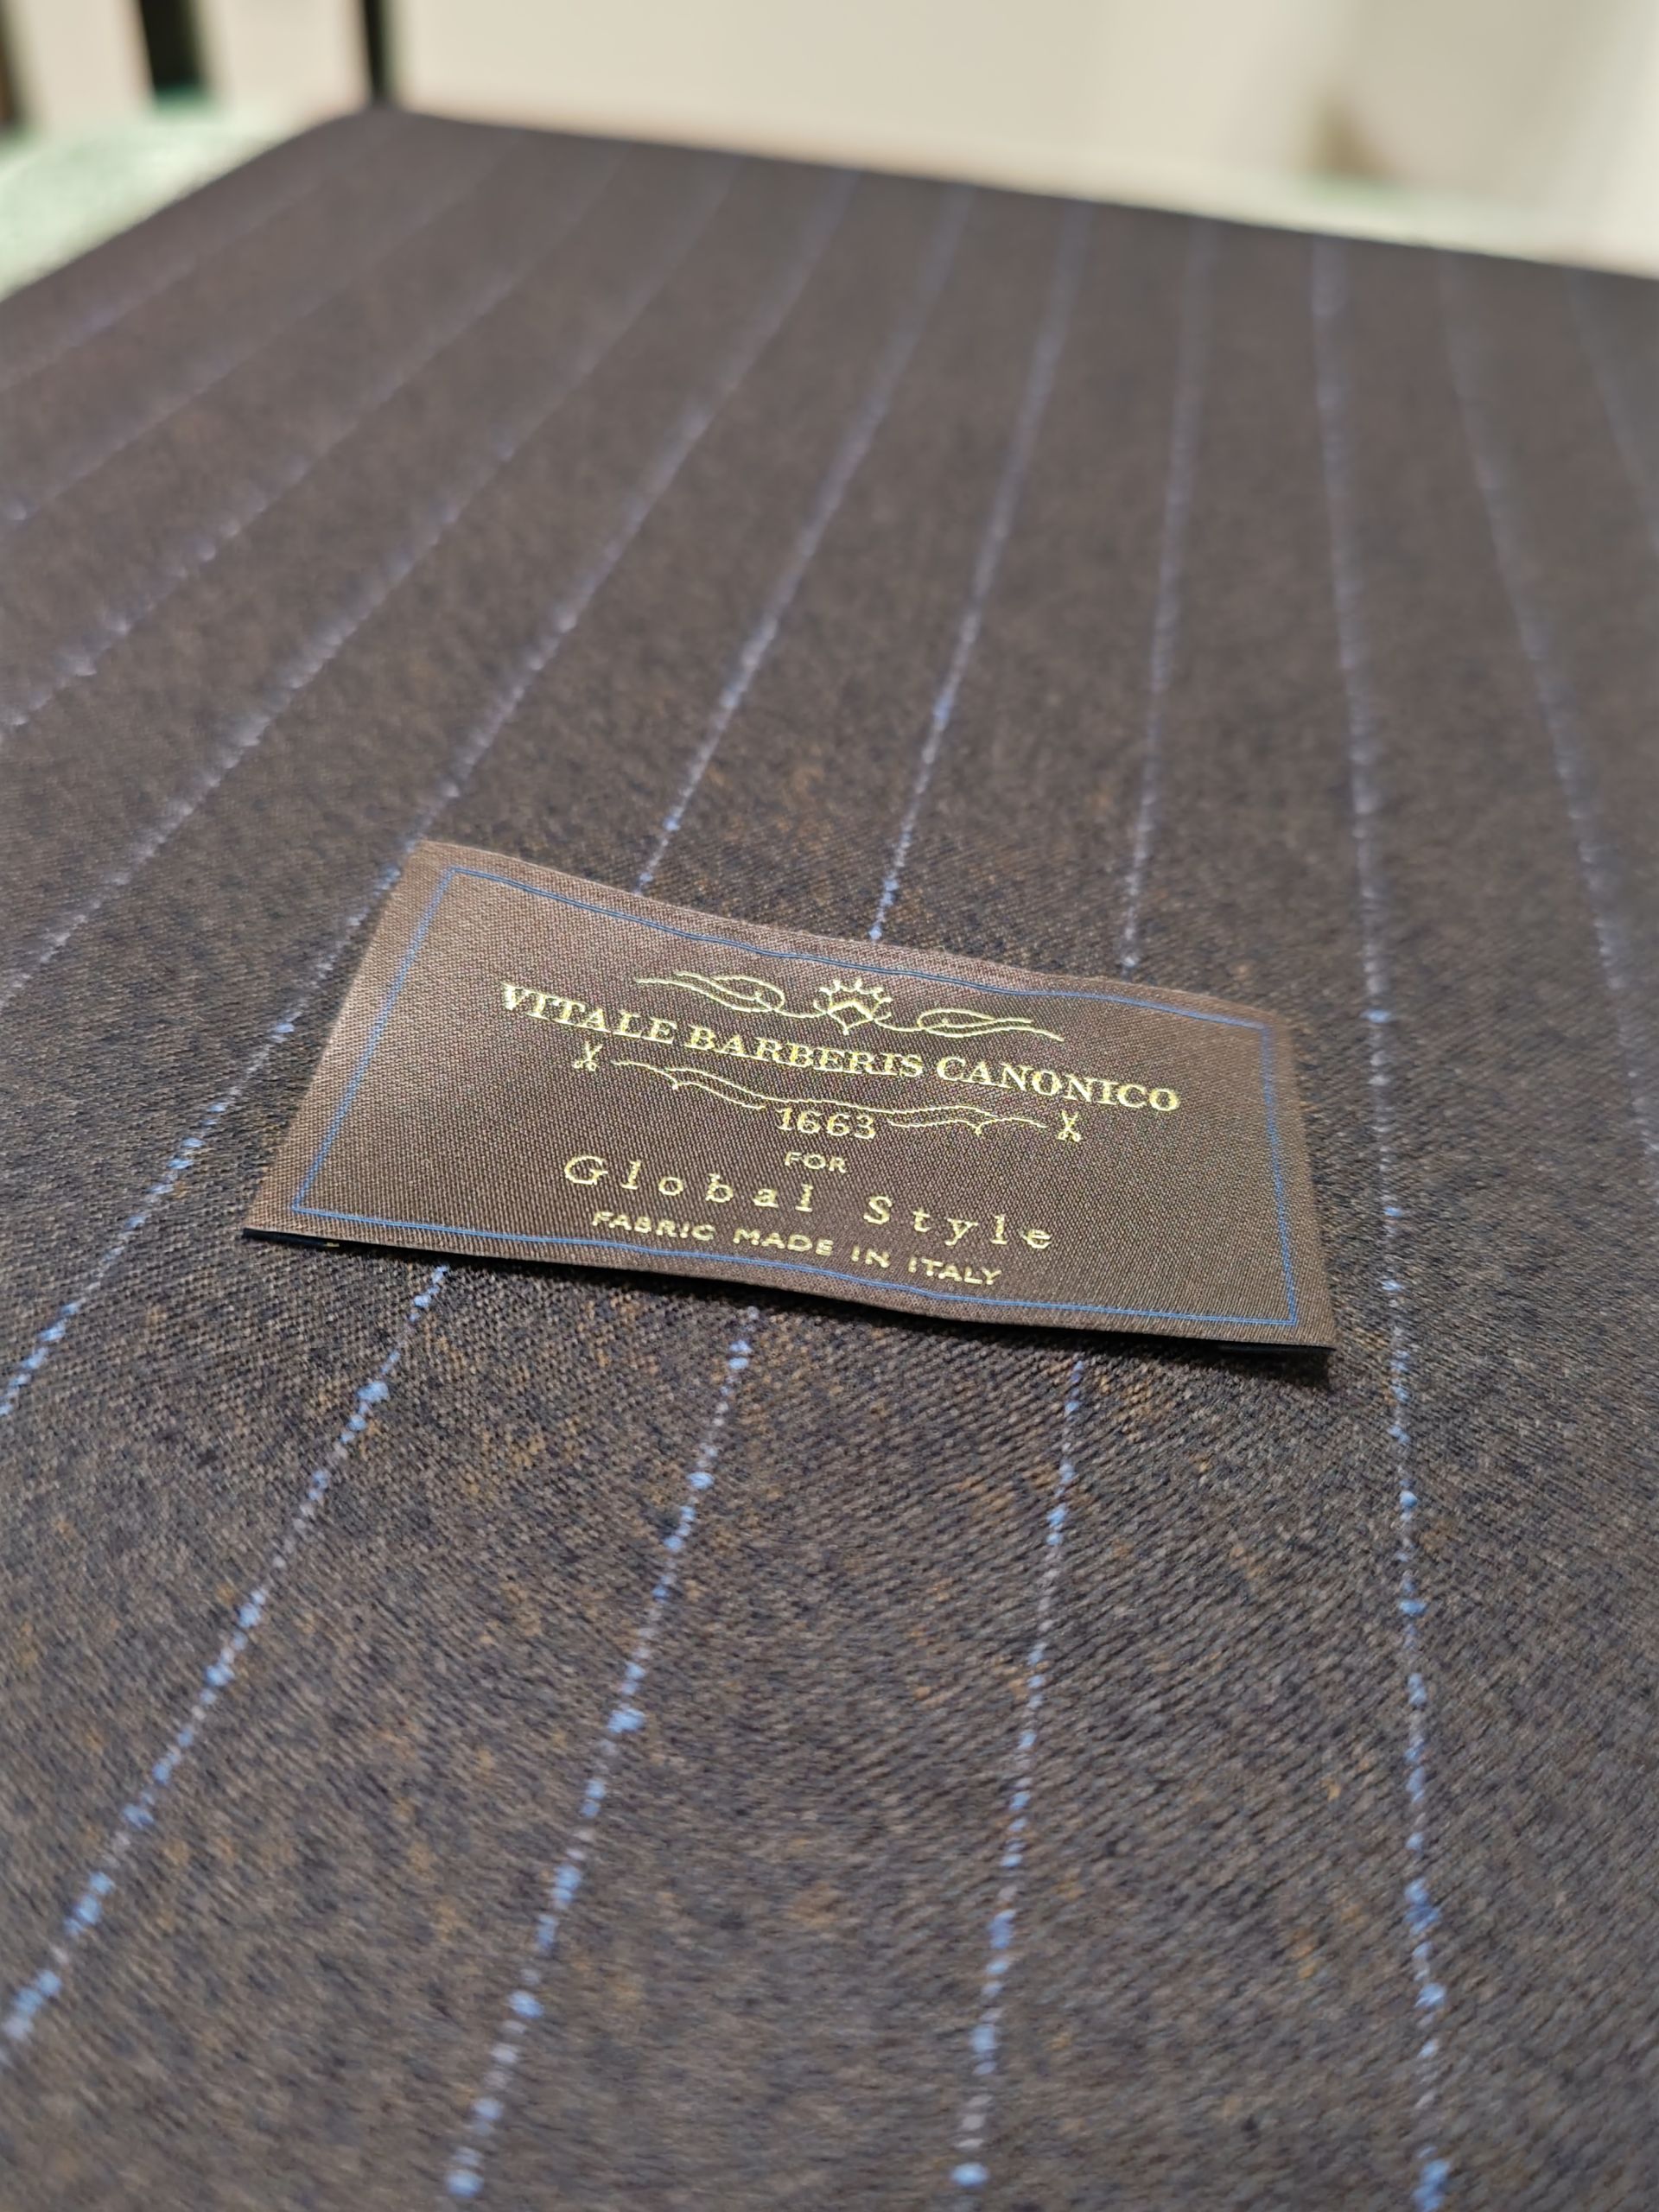 VITALE BARBERIS CANONICO
1663
FOR
Global Style
FABRIC MADE IN ITALY